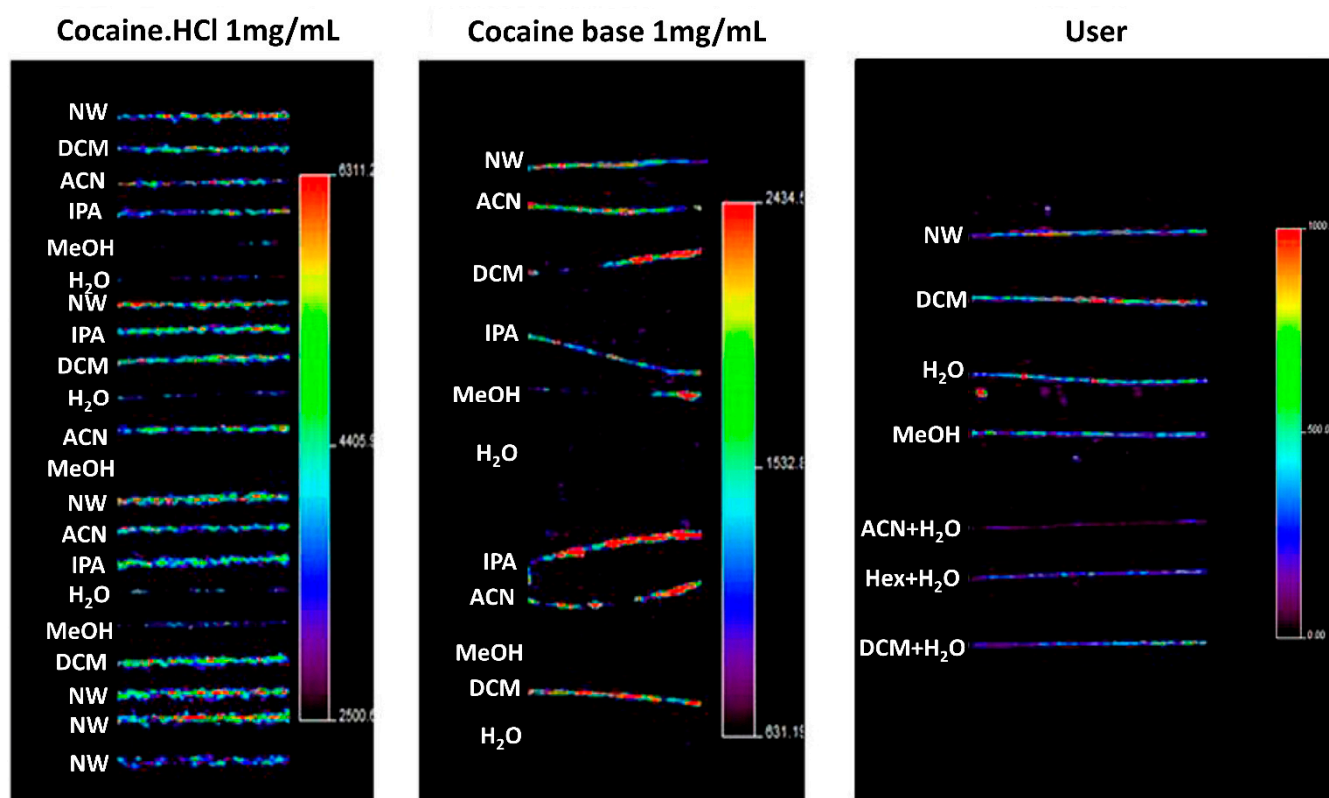 Cocaine.HCl 1mg/mL
NW
DCM
ACN
IPA
MeOH
H₂O
NW
IPA
DCM
H₂O
ACN
MeOH
NW
ACN
IPA
H₂O
MeOH
DCM
NW
NW
NW
6311.2
4405.9
2500.6
Cocaine base 1mg/mL
NW
ACN
DCM
IPA
MeOH
H₂O
IPA
ACN
MeOH
DCM
H₂O
2434.6
1532.8
631.19
User
NW
DCM
H₂O
MeOH
ACN+H₂O
Hex+H₂O
DCM+H₂O
1000
500.0
0.00